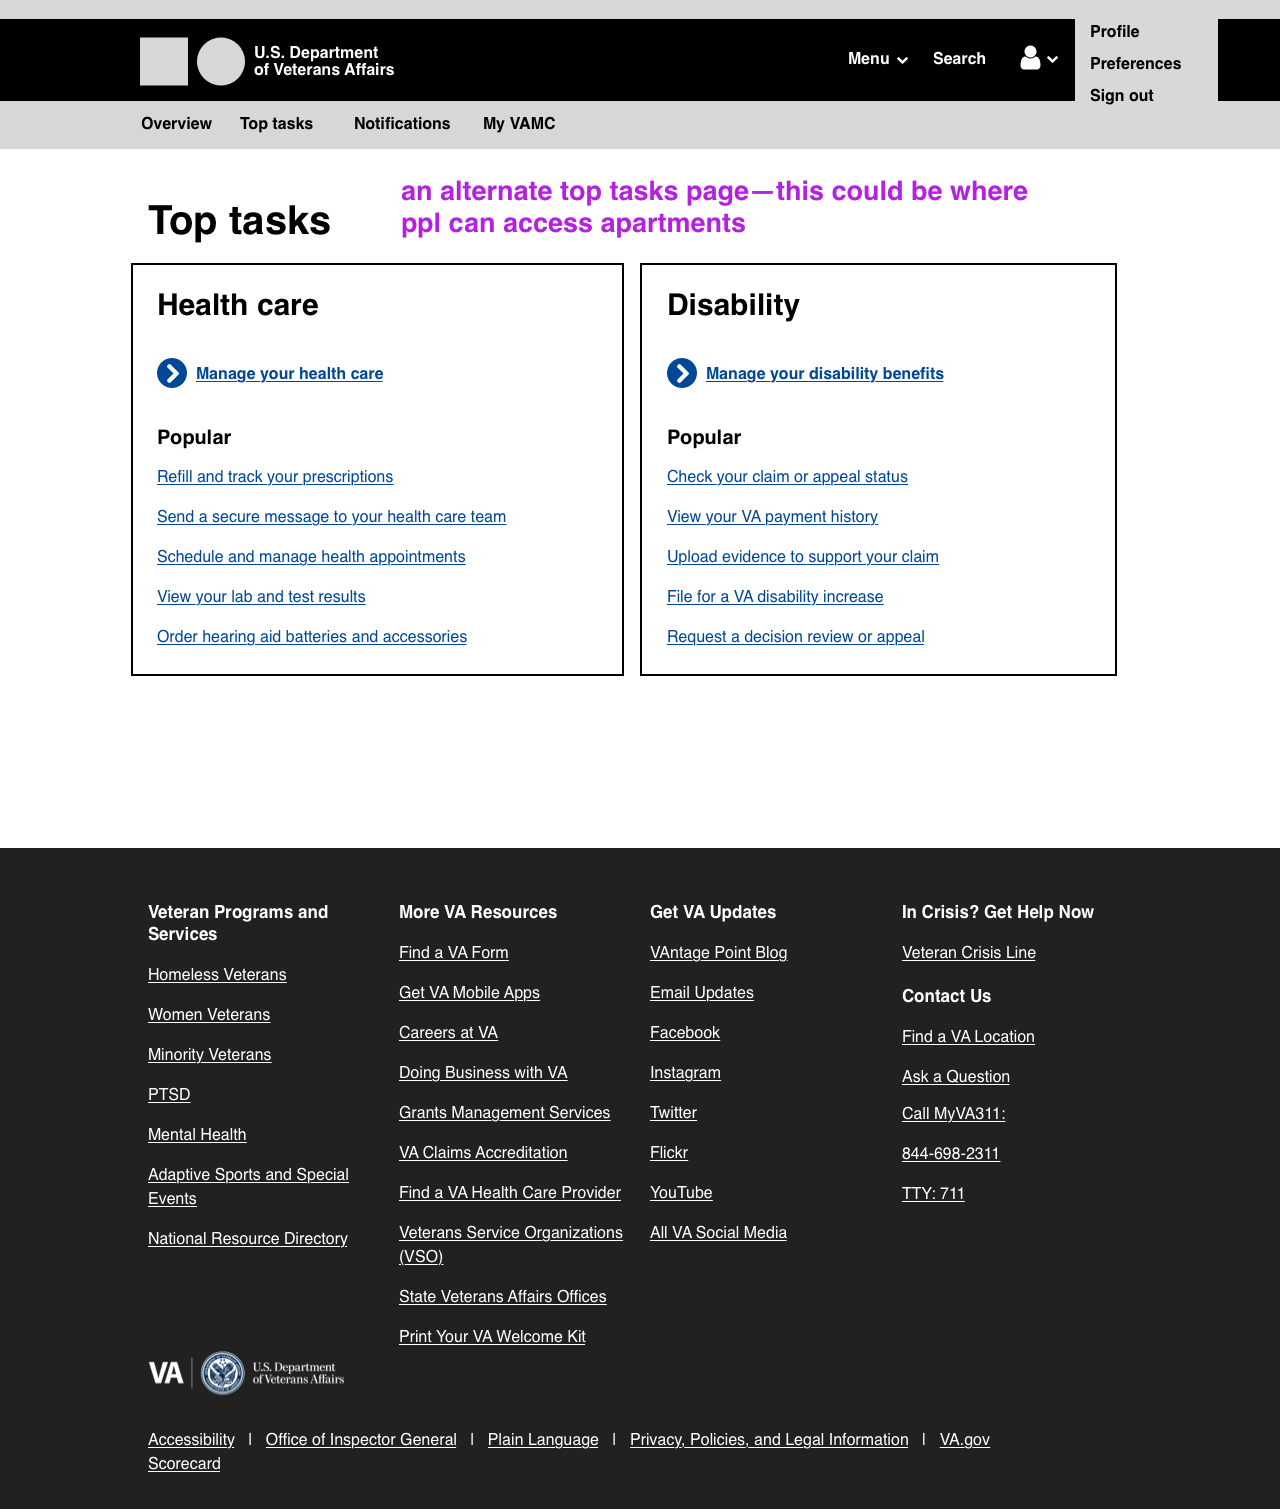 U.S. Department
of Veterans Affairs
Menu
Search
Profile
Preferences
Sign out
Overview
Top tasks
Notifications
My VAMC
Top tasks
an alternate top tasks page—this could be where
ppl can access apartments
Health care
Manage your health care
Popular
Refill and track your prescriptions
Send a secure message to your health care team
Schedule and manage health appointments
View your lab and test results
Order hearing aid batteries and accessories
Disability
Manage your disability benefits
Popular
Check your claim or appeal status
View your VA payment history
Upload evidence to support your claim
File for a VA disability increase
Request a decision review or appeal
Veteran Programs and
Services
Homeless Veterans
Women Veterans
Minority Veterans
PTSD
Mental Health
Adaptive Sports and Special
Events
National Resource Directory
More VA Resources
Find a VA Form
Get VA Mobile Apps
Careers at VA
Doing Business with VA
Grants Management Services
VA Claims Accreditation
Find a VA Health Care Provider
Veterans Service Organizations
(VSO)
State Veterans Affairs Offices
Print Your VA Welcome Kit
Get VA Updates
VAntage Point Blog
Email Updates
Facebook
Instagram
Twitter
Flickr
YouTube
All VA Social Media
In Crisis? Get Help Now
Veteran Crisis Line
Contact Us
Find a VA Location
Ask a Question
Call MyVA311:
844-698-2311
TTY: 711
VA
U.S. Department
of Veterans Affairs
Accessibility | Office of Inspector General | Plain Language | Privacy, Policies, and Legal Information | VA.gov
Scorecard